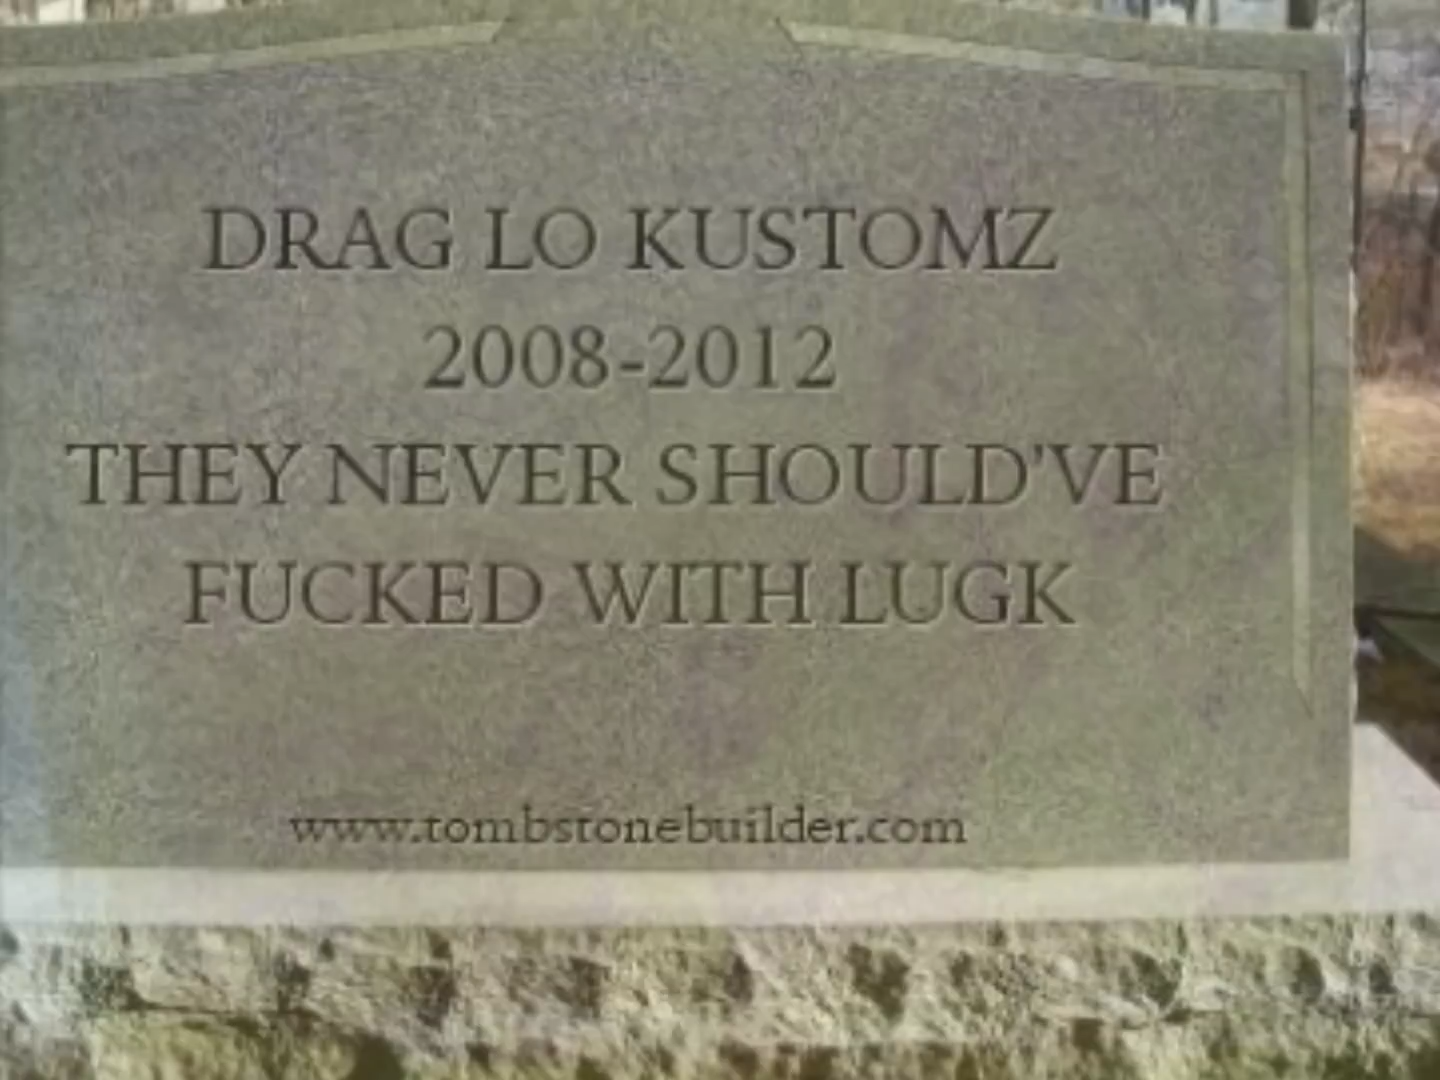 DRAG LO KUSTOMZ
2008-2012
THEY NEVER SHOULD'VE
FUCKED WITH LUGK
www.tombstonebuilder.com